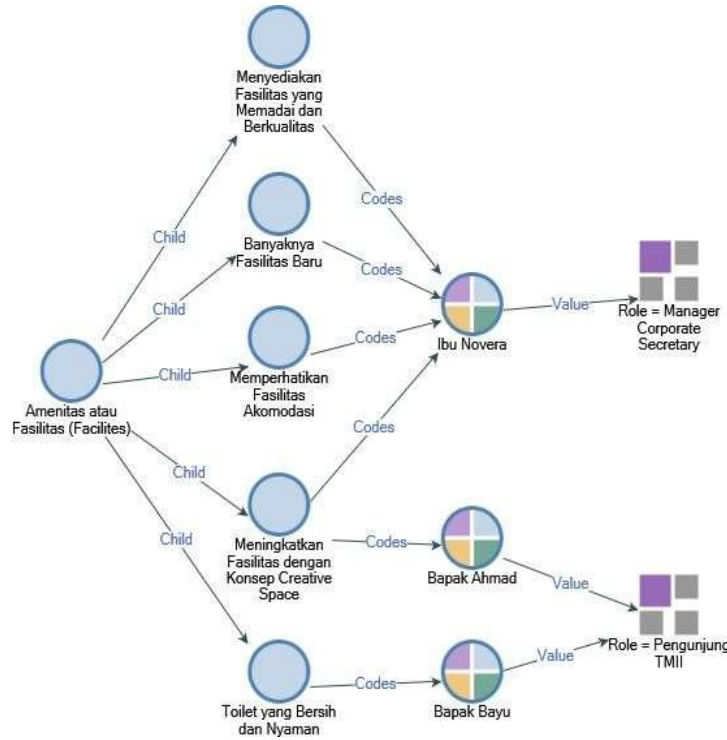 Menyediakan
Fasilitas yang
Memadai dan
Berkualitas
Codes
Child
Banyaknya
Fasilitas Baru
Codes
Child
Ibu Novera
Value
Role = Manager
Corporate
Secretary
Codes
Child
Memperhatikan
Fasilitas
Akomodasi
Amenitas atau
Fasilitas (Facilites)
Codes
Child
Meningkatkan
Fasilitas dengan
Konsep Creative
Space
Codes
Bapak Ahmad
Value
Child
Role = Pengunjung
TMII
Toilet yang Bersih
dan Nyaman
Codes
Bapak Bayu
Value